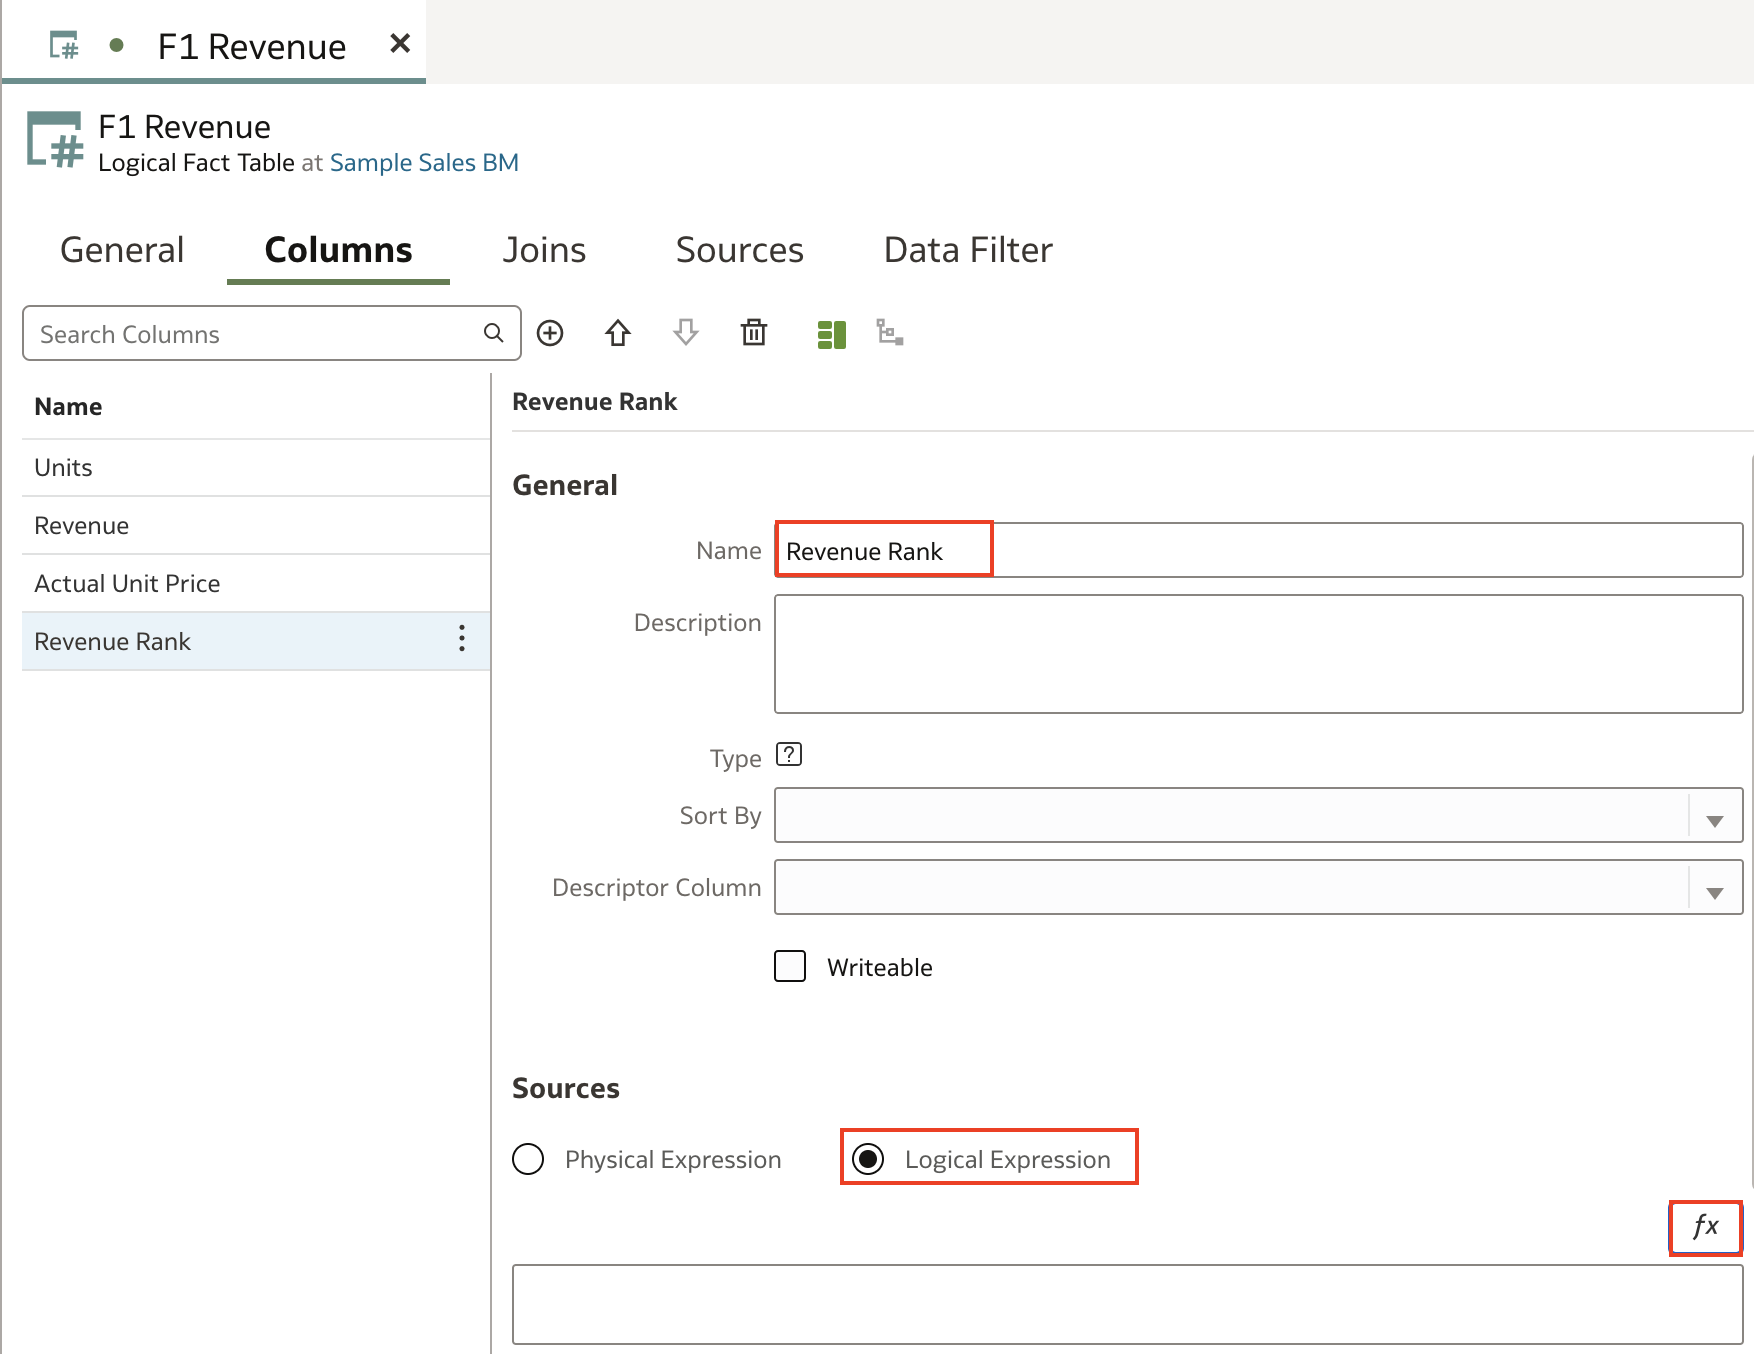 F1 Revenue
F1 Revenue
Logical Fact Table at Sample Sales BM
General Columns Joins Sources Data Filter
Search Columns
Name
Units
Revenue
Actual Unit Price
Revenue Rank
Revenue Rank
General
Name Revenue Rank
Description
Type ?
Sort By
Descriptor Column
Writeable
Sources
Physical Expression Logical Expression
fx